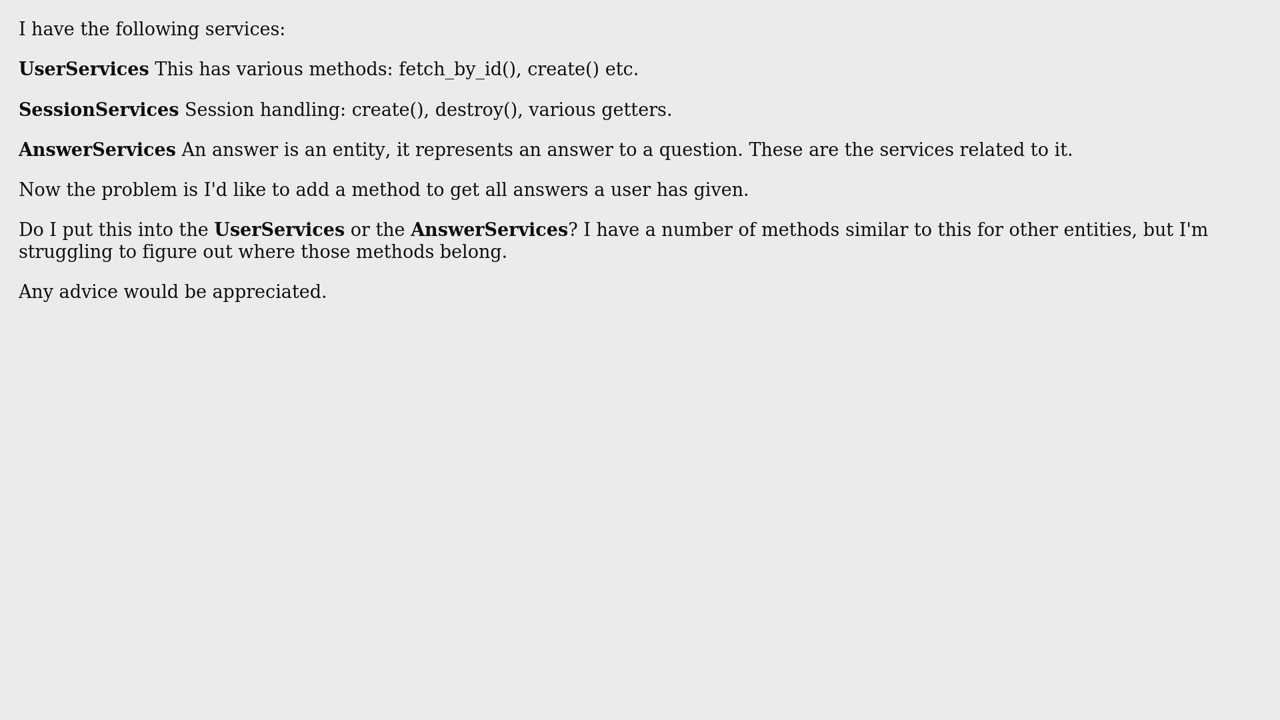 I have the following services:
UserServices This has various methods: fetch_by_id(), create() etc.
SessionServices Session handling: create(), destroy(), various getters.
AnswerServices An answer is an entity, it represents an answer to a question. These are the services related to it.
Now the problem is I'd like to add a method to get all answers a user has given.
Do I put this into the UserServices or the AnswerServices? I have a number of methods similar to this for other entities, but I'm
struggling to figure out where those methods belong.
Any advice would be appreciated.